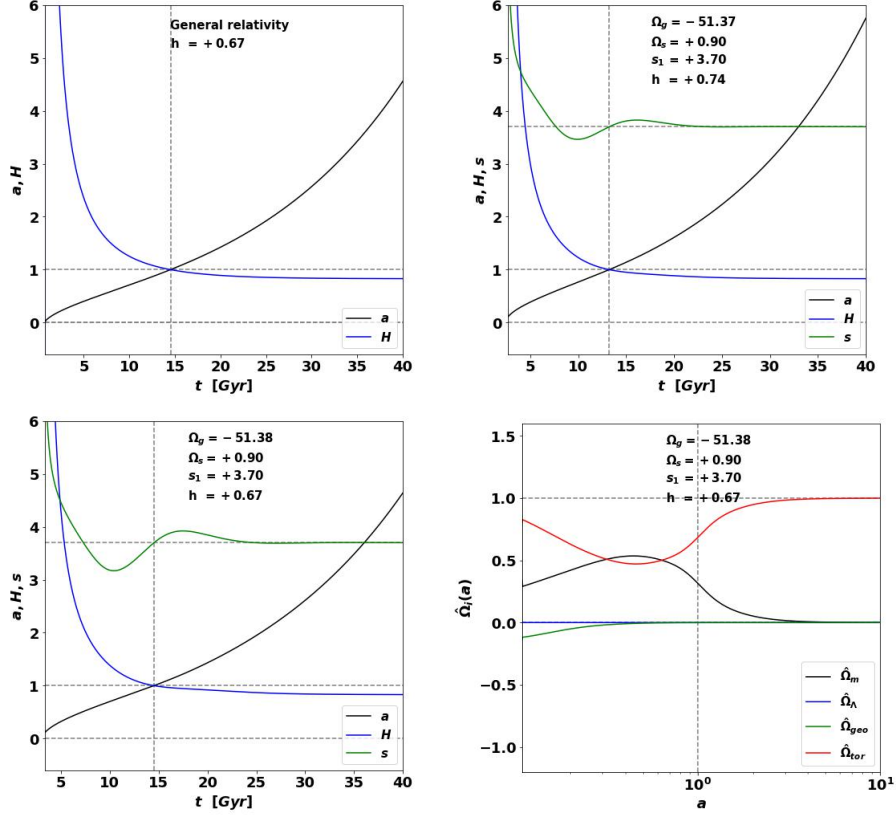 General relativity
h = +0.67
6
5
4
3
2
1
0
a, H
5 10 15 20 25 30 35 40
t [Gyr]
a
H
Ω_g = −51.37
Ω_s = +0.90
s_1 = +3.70
h = +0.74
6
5
4
3
2
1
0
a, H, s
5 10 15 20 25 30 35 40
t [Gyr]
a
H
s
Ω_g = −51.38
Ω_s = +0.90
s_1 = +3.70
h = +0.67
6
5
4
3
2
1
0
a, H, s
5 10 15 20 25 30 35 40
t [Gyr]
a
H
s
Ω_g = −51.38
Ω_s = +0.90
s_1 = +3.70
h = +0.67
1.5
1.0
0.5
0.0
−0.5
−1.0
Ω̂_i(a)
10^0 10^1
a
Ω̂_m
Ω̂_Λ
Ω̂_geo
Ω̂_tor